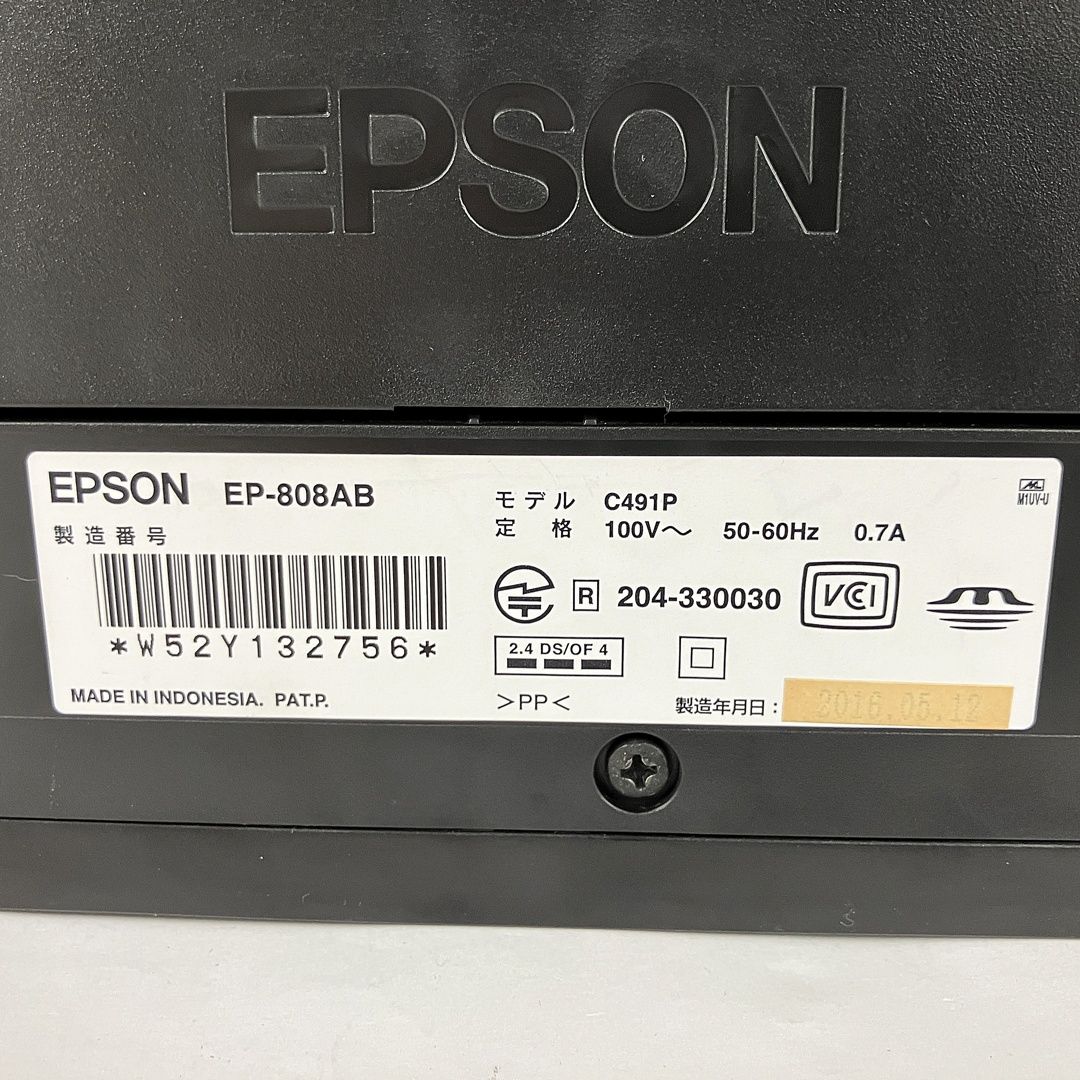 EPSON
EPSON EP-808AB
製造番号
*W52Y132756*
MADE IN INDONESIA. PAT.P.
モデル C491P
定格 100V～ 50-60Hz 0.7A
R 204-330030 VCCI
2.4 DS/OF 4
>PP<
製造年月日: 2016.05.12
M1UV-U